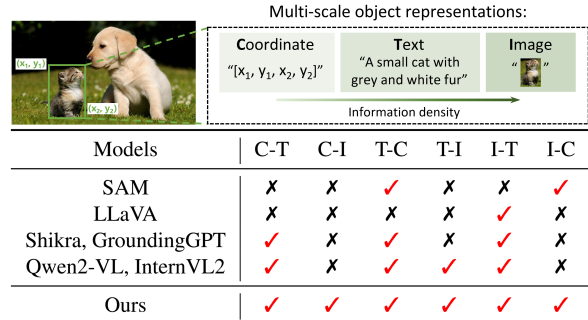 Multi-scale object representations:
(x₁, y₁)
(x₂, y₂)
Coordinate
"[x₁, y₁, x₂, y₂]"
Text
"A small cat with
grey and white fur"
Image
" "
Information density
Models C-T C-I T-C T-I I-T I-C
SAM ✗ ✗ ✓ ✗ ✗ ✓
LLaVA ✗ ✗ ✗ ✗ ✓ ✗
Shikra, GroundingGPT ✓ ✗ ✓ ✗ ✓ ✗
Qwen2-VL, InternVL2 ✓ ✗ ✓ ✓ ✓ ✗
Ours ✓ ✓ ✓ ✓ ✓ ✓